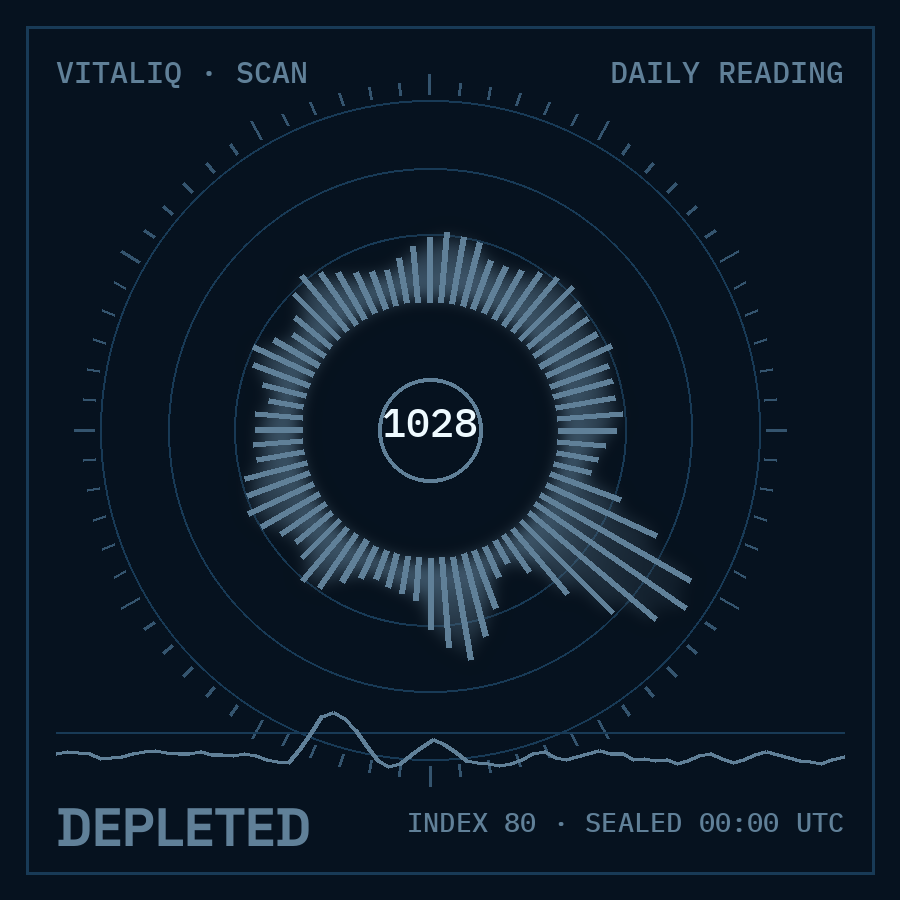 VITALIQ · SCAN
DAILY READING
1028
DEPLETED
INDEX 80 · SEALED 00:00 UTC